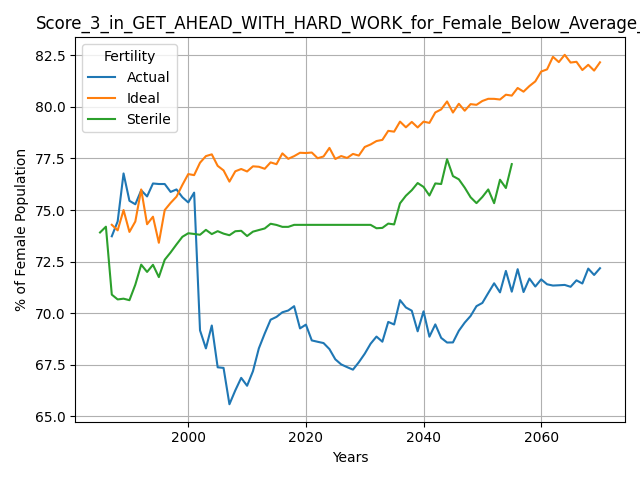 Score_3_in_GET_AHEAD_WITH_HARD_WORK_for_Female_Below_Average_
Fertility
Actual
Ideal
Sterile
% of Female Population
82.5
80.0
77.5
75.0
72.5
70.0
67.5
65.0
2000
2020
2040
2060
Years